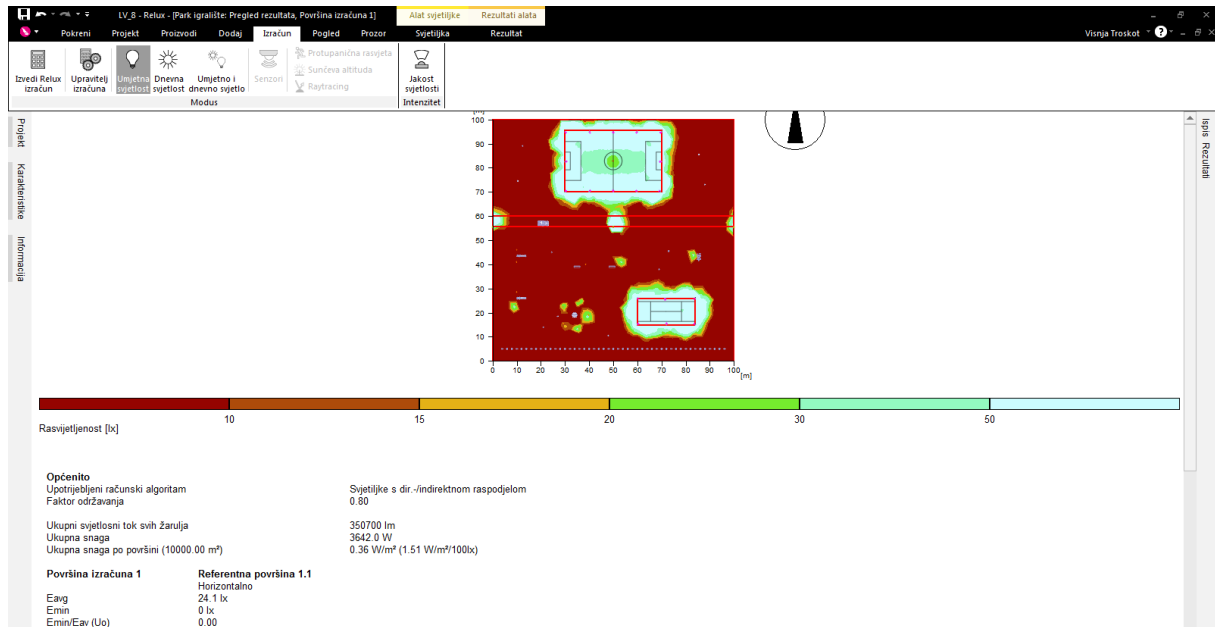 LV_8 - Relux - [Park igralište: Pregled rezultata, Površina izračuna 1]
Alat svjetiljke
Rezultati alata
Pokreni Projekt Proizvodi Dodaj Izračun Pogled Prozor Svjetiljka Rezultat
Visnja Troskot
Izvedi Relux izračun
Upravitelj izračuna
Umjetna svjetlost
Dnevna svjetlost
Umjetno i dnevno svjetlo
Senzori
Protupanična rasvjeta
Sunčeva altituda
Raytracing
Jakost svjetlosti
Modus
Intenzitet
Projekt
Karakteristike
Informacija
Ispis Rezultati
100
90
80
70
60
50
40
30
20
10
0
0 10 20 30 40 50 60 70 80 90 100
[m]
10 15 20 30 50
Rasvijetljenost [lx]
Općenito
Upotrijebljeni računski algoritam Svjetiljke s dir.-/indirektnom raspodjelom
Faktor održavanja 0.80
Ukupni svjetlosni tok svih žarulja 350700 lm
Ukupna snaga 3642.0 W
Ukupna snaga po površini (10000.00 m²) 0.36 W/m² (1.51 W/m²/100lx)
Površina izračuna 1 Referentna površina 1.1
Horizontalno
Eavg 24.1 lx
Emin 0 lx
Emin/Eav (Uo) 0.00